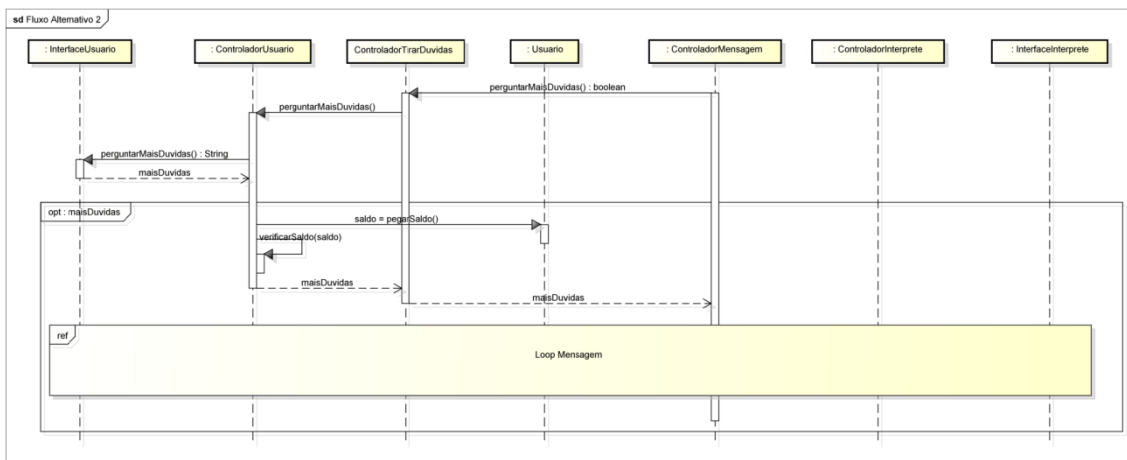 sd Fluxo Alternativo 2
: InterfaceUsuario
: ControladorUsuario
ControladorTirarDuvidas
: Usuario
: ControladorMensagem
: ControladorInterprete
: InterfaceInterprete
perguntarMaisDuvidas() : boolean
perguntarMaisDuvidas()
perguntarMaisDuvidas() : String
maisDuvidas
opt : maisDuvidas
saldo = pegarSaldo()
verificarSaldo(saldo)
maisDuvidas
maisDuvidas
ref
Loop Mensagem